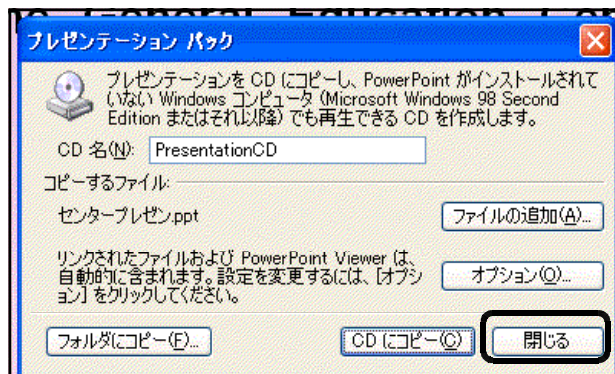 General Education
プレゼンテーション パック
プレゼンテーションを CD にコピーし、PowerPoint がインストールされて
いない Windows コンピュータ (Microsoft Windows 98 Second
Edition またはそれ以降) でも再生できる CD を作成します。
CD 名(N): PresentationCD
コピーするファイル:
センタープレゼン.ppt ファイルの追加(A)...
リンクされたファイルおよび PowerPoint Viewer は、
自動的に含まれます。設定を変更するには、[オプシ
ョン] をクリックしてください。
オプション(O)...
フォルダにコピー(F)... CD にコピー(C) 閉じる